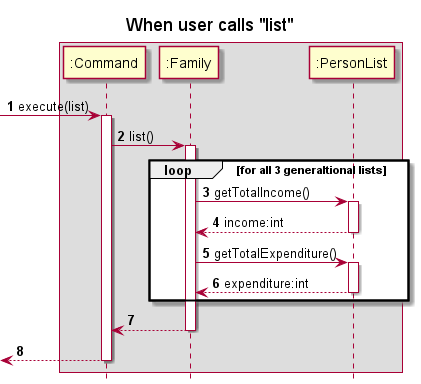 When user calls "list"
:Command :Family :PersonList
1 execute(list)
2 list()
loop [for all 3 generaltional lists]
3 getTotalIncome()
4 income:int
5 getTotalExpenditure()
6 expenditure:int
7
8